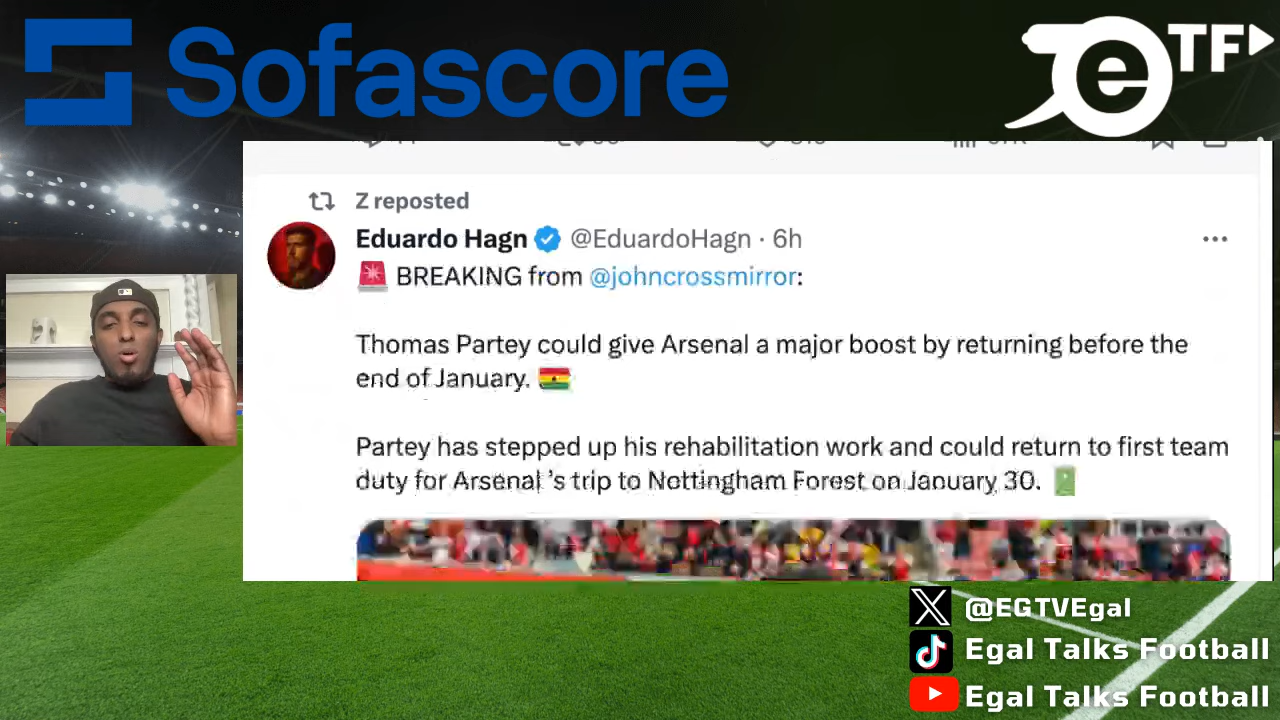 Sofascore
eTF
Z reposted
Eduardo Hagn @EduardoHagn · 6h
🚨 BREAKING from @johncrossmirror:
Thomas Partey could give Arsenal a major boost by returning before the
end of January. 🇬🇭
Partey has stepped up his rehabilitation work and could return to first team
duty for Arsenal 's trip to Nottingham Forest on January 30.
@EGTVEgal
Egal Talks Football
Egal Talks Football